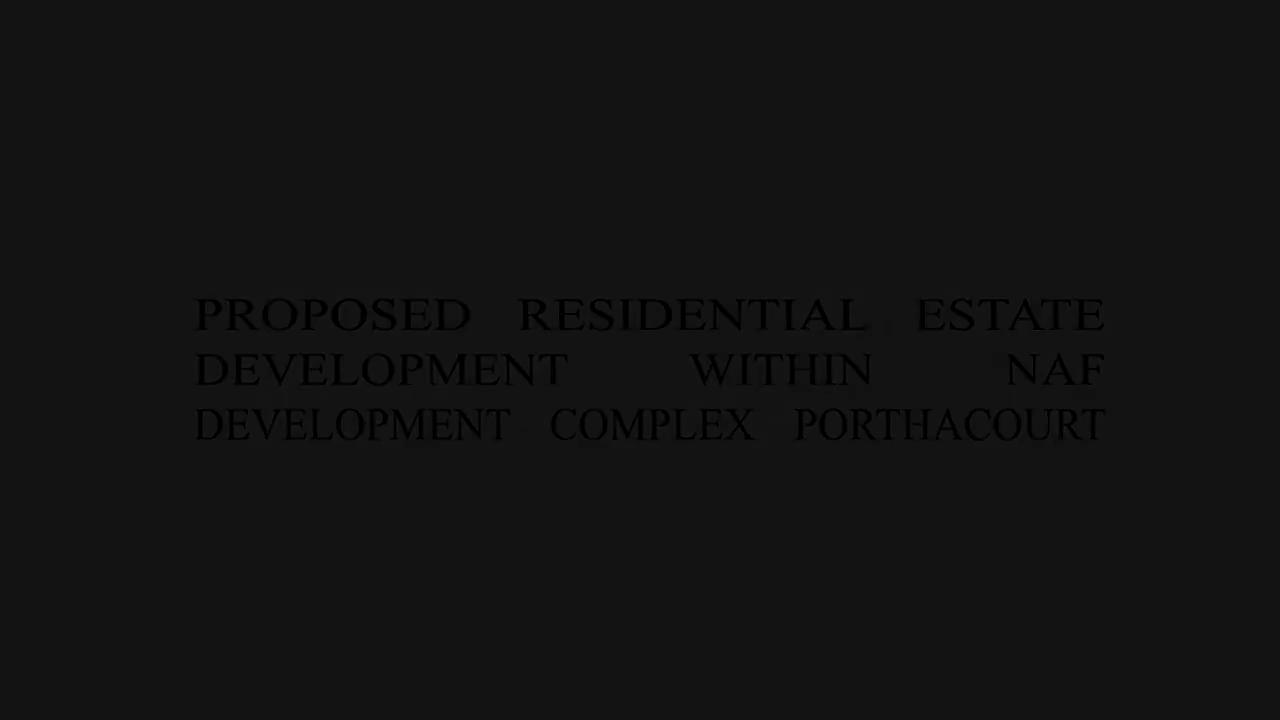 PROPOSED RESIDENTIAL ESTATE
DEVELOPMENT WITHIN NAF
DEVELOPMENT COMPLEX PORTHACOURT